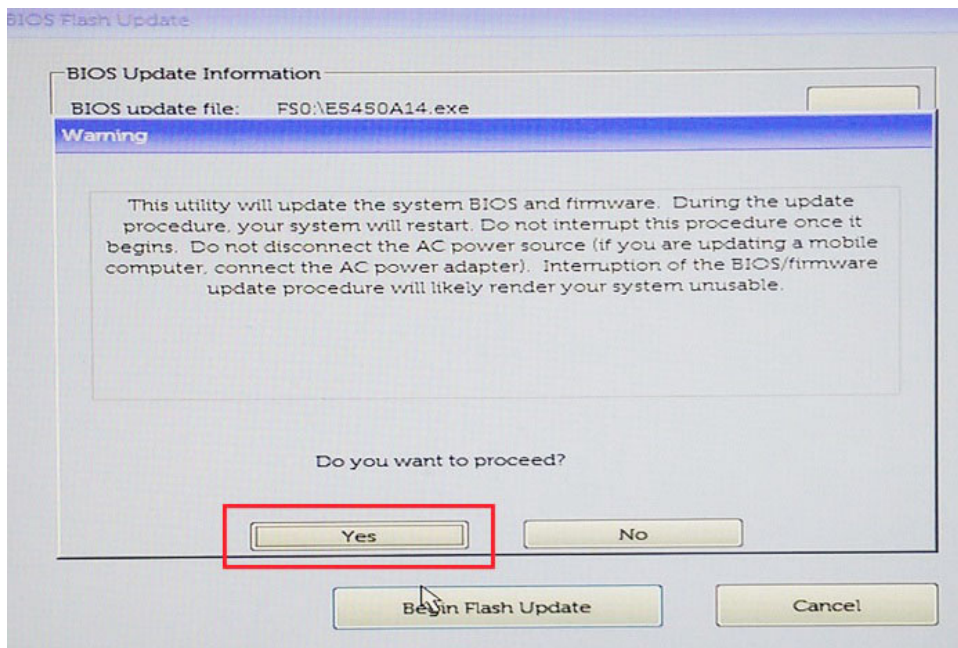 BIOS Flash Update
BIOS Update Information
BIOS update file: FS0:\E5450A14.exe
Warning
This utility will update the system BIOS and firmware. During the update
procedure, your system will restart. Do not interrupt this procedure once it
begins. Do not disconnect the AC power source (if you are updating a mobile
computer, connect the AC power adapter). Interruption of the BIOS/firmware
update procedure will likely render your system unusable.
Do you want to proceed?
Yes No
Begin Flash Update Cancel